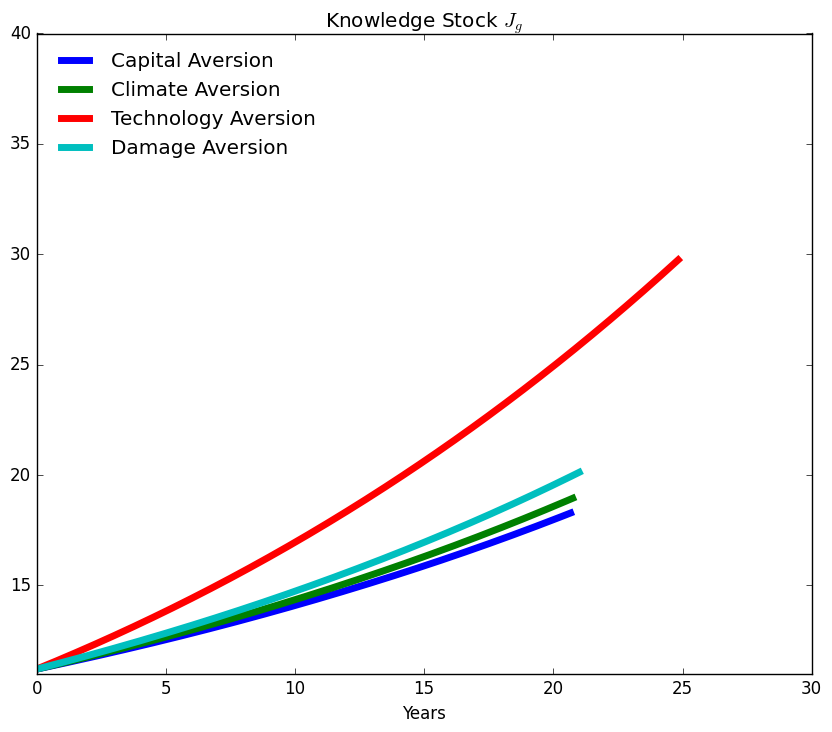 Knowledge Stock J_g
40
35
30
25
20
15
Capital Aversion
Climate Aversion
Technology Aversion
Damage Aversion
0 5 10 15 20 25 30
Years